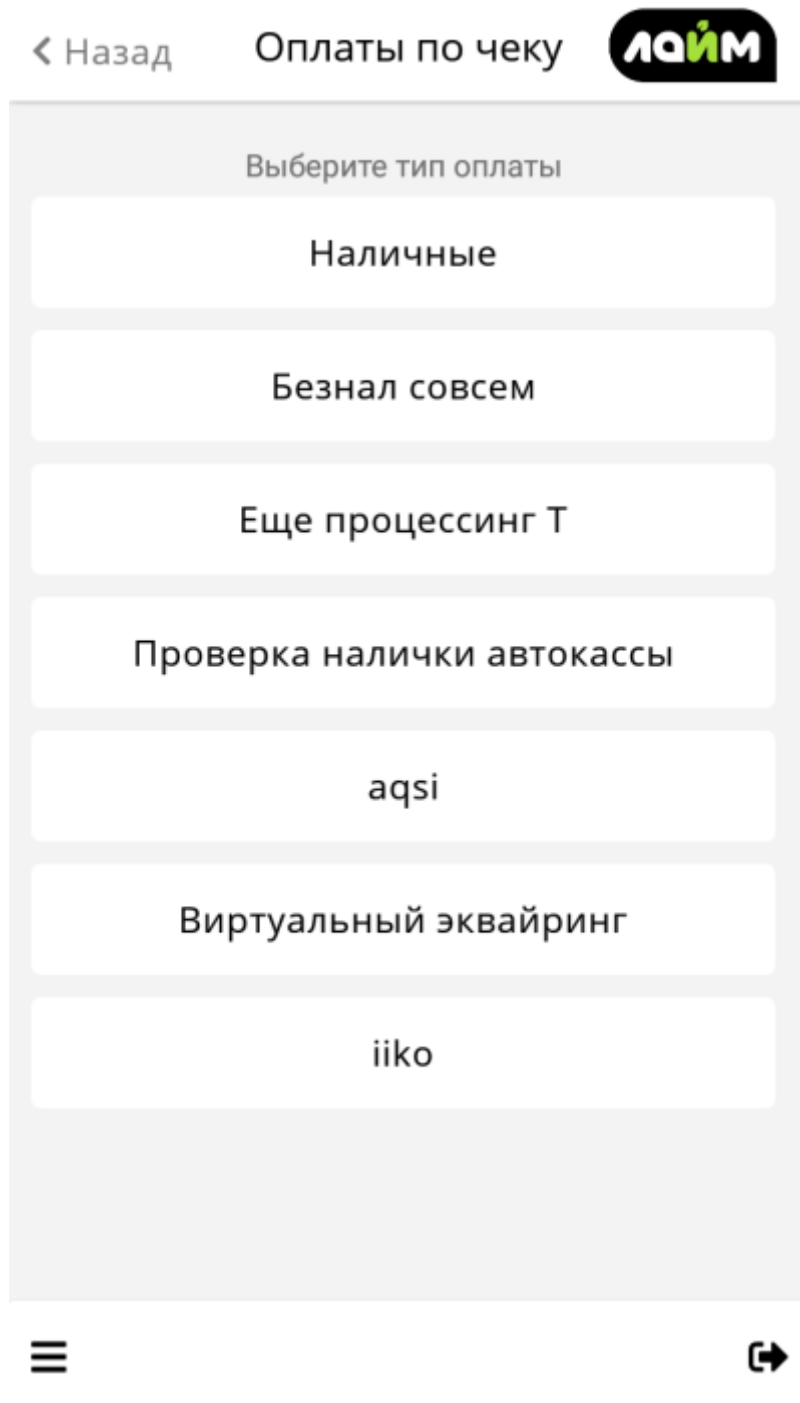 Назад
Оплаты по чеку
лайм
Выберите тип оплаты
Наличные
Безнал совсем
Еще процессинг Т
Проверка налички автокассы
aqsi
Виртуальный эквайринг
iiko